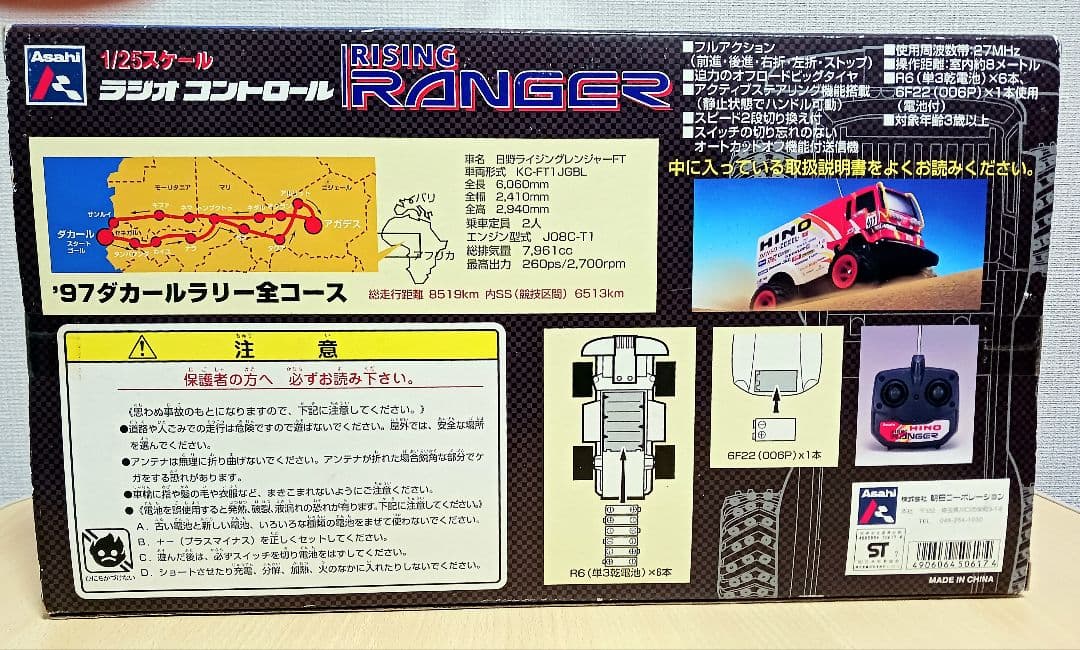 Asahi
1/25スケール
ラジオ コントロール
RISING
RANGER
■フルアクション
(前進・後進・右折・左折・ストップ)
■迫力のオフロードビッグタイヤ
■アクティブステアリング機能搭載
(静止状態でハンドル可動)
■スピード2段切り換え付
■スイッチの切り忘れのない
オートカットオフ機能付送信機
■使用周波数帯:27MHz
■操作距離:室内約8メートル
■R6(単3乾電池)×6本、
6F22(006P)×1本使用
(電池付)
■対象年齢3歳以上
中に入っている取扱説明書をよくお読みください。
モーリタニア
マリ
ニジェール
サンルイ
ダカール
スタート
ゴール
セネガル
アガデス
パリ
アフリカ
'97ダカールラリー全コース
車名 日野ライジングレンジャーFT
車両形式 KC-FT1JGBL
全長 6,060mm
全幅 2,410mm
全高 2,940mm
乗車定員 2人
エンジン型式 J08C-T1
総排気量 7,961cc
最高出力 260ps/2,700rpm
総走行距離 8519km 内SS(競技区間) 6513km
HINO
注意
保護者の方へ 必ずお読み下さい。
《思わぬ事故のもとになりますので、下記に注意してください。》
●道路や人ごみでの走行は危険ですので遊ばないでください。屋外では、安全な場所
を選んでください。
●アンテナは無理に折り曲げないでください。アンテナが折れた場合鋭角な部分でケ
ガをする恐れがあります。
●車輪に指や髪の毛や衣服など、まきこまれないようにご注意ください。
●《電池を誤使用すると発熱、破裂、液漏れの恐れが有ります。下記に注意してください》
A．古い電池と新しい電池、いろいろな種類の電池をまぜて使わないでください。
B．＋－(プラスマイナス)を正しくセットしてください。
C．遊んだ後は、必ずスイッチを切り電池をはずしてください。
D．ショートさせたり充電、分解、加熱、火のなかに入れたりしないでください。
R6(単3乾電池)×6本
6F22(006P)x1本
HINO
RANGER
Asahi
株式会社 朝日コーポレーション
ST
4906064506174
MADE IN CHINA